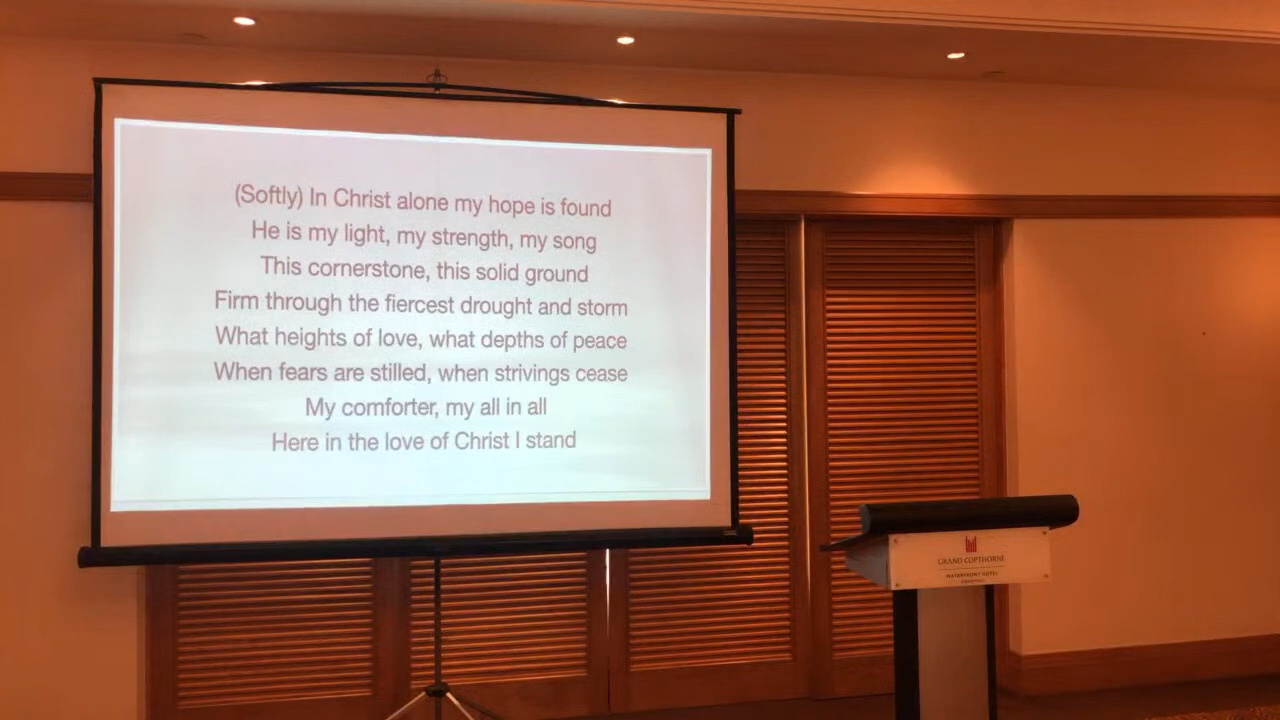 (Softly) In Christ alone my hope is found
He is my light, my strength, my song
This cornerstone, this solid ground
Firm through the fiercest drought and storm
What heights of love, what depths of peace
When fears are stilled, when strivings cease
My comforter, my all in all
Here in the love of Christ I stand
GRAND COPTHORNE
WATERFRONT HOTEL